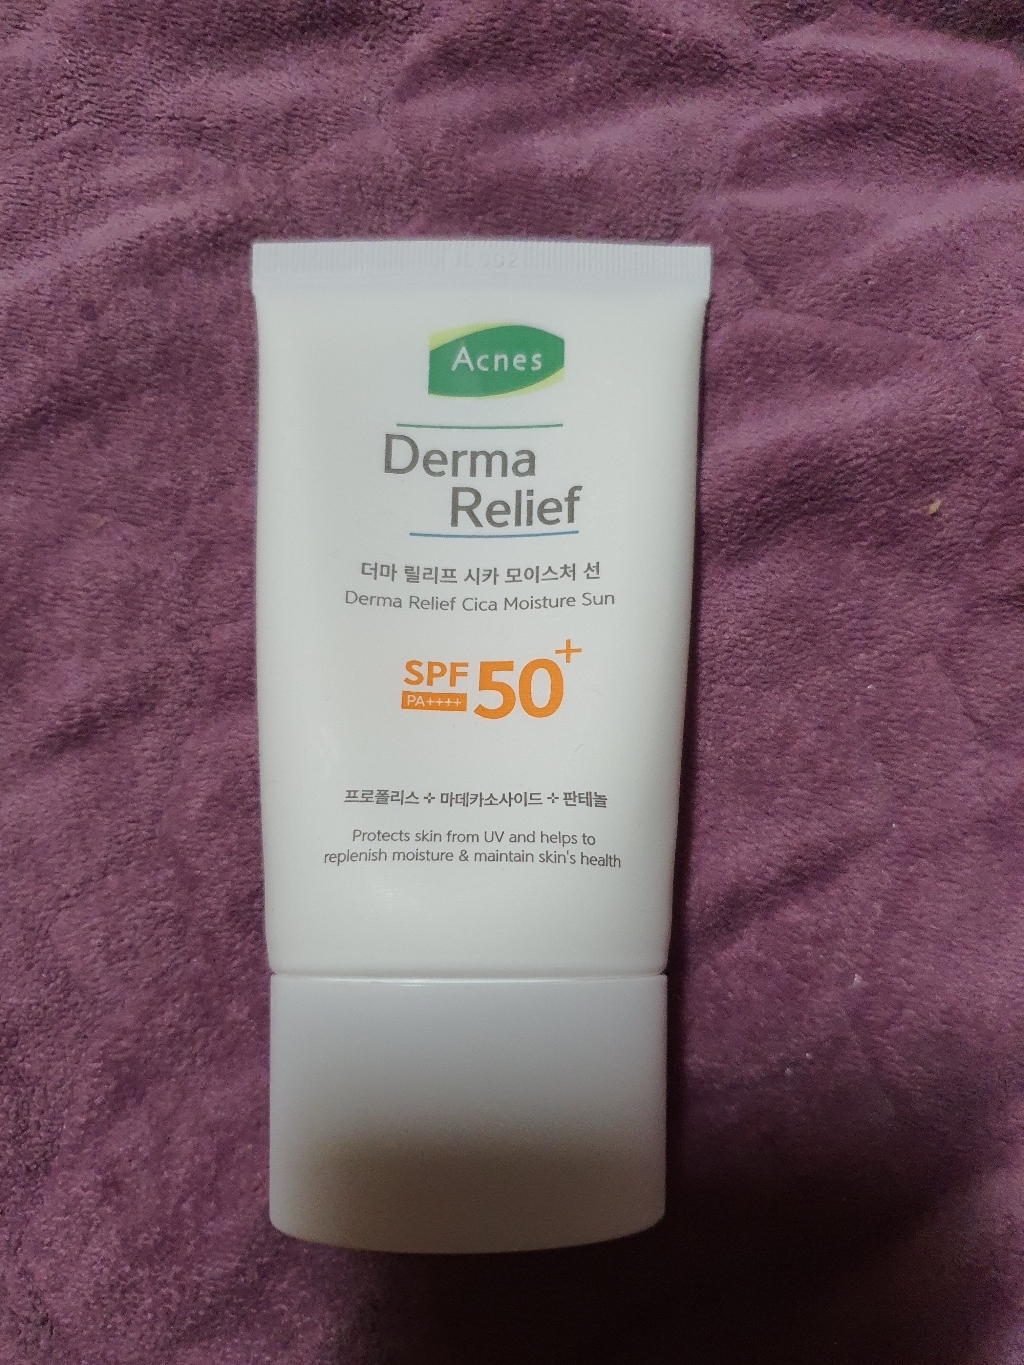 Acnes
Derma
Relief
더마 릴리프 시카 모이스처 선
Derma Relief Cica Moisture Sun
SPF 50+
PA++++
프로폴리스 ÷ 마데카소사이드 ÷ 판테놀
Protects skin from UV and helps to
replenish moisture & maintain skin's health